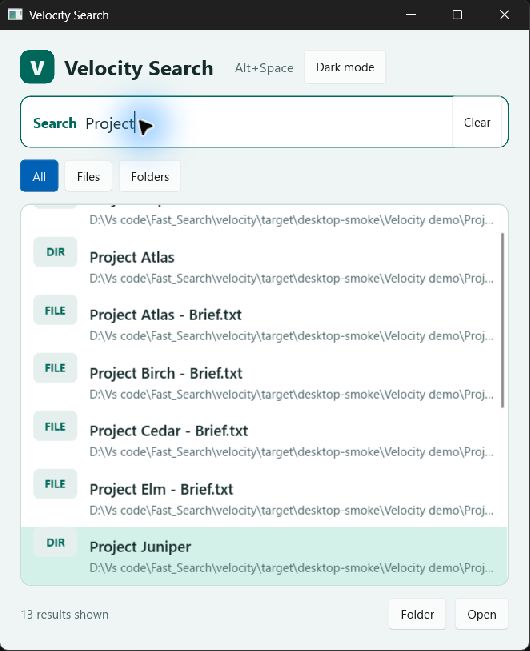 Velocity Search
V Velocity Search Alt+Space Dark mode
Search Project Clear
All Files Folders
D:\Vs code\Fast_Search\velocity\target\desktop-smoke\Velocity demo\Proj...
DIR Project Atlas
D:\Vs code\Fast_Search\velocity\target\desktop-smoke\Velocity demo\Proj...
FILE Project Atlas - Brief.txt
D:\Vs code\Fast_Search\velocity\target\desktop-smoke\Velocity demo\Proj...
FILE Project Birch - Brief.txt
D:\Vs code\Fast_Search\velocity\target\desktop-smoke\Velocity demo\Proj...
FILE Project Cedar - Brief.txt
D:\Vs code\Fast_Search\velocity\target\desktop-smoke\Velocity demo\Proj...
FILE Project Elm - Brief.txt
D:\Vs code\Fast_Search\velocity\target\desktop-smoke\Velocity demo\Proj...
DIR Project Juniper
D:\Vs code\Fast_Search\velocity\target\desktop-smoke\Velocity demo\Proj...
13 results shown Folder Open